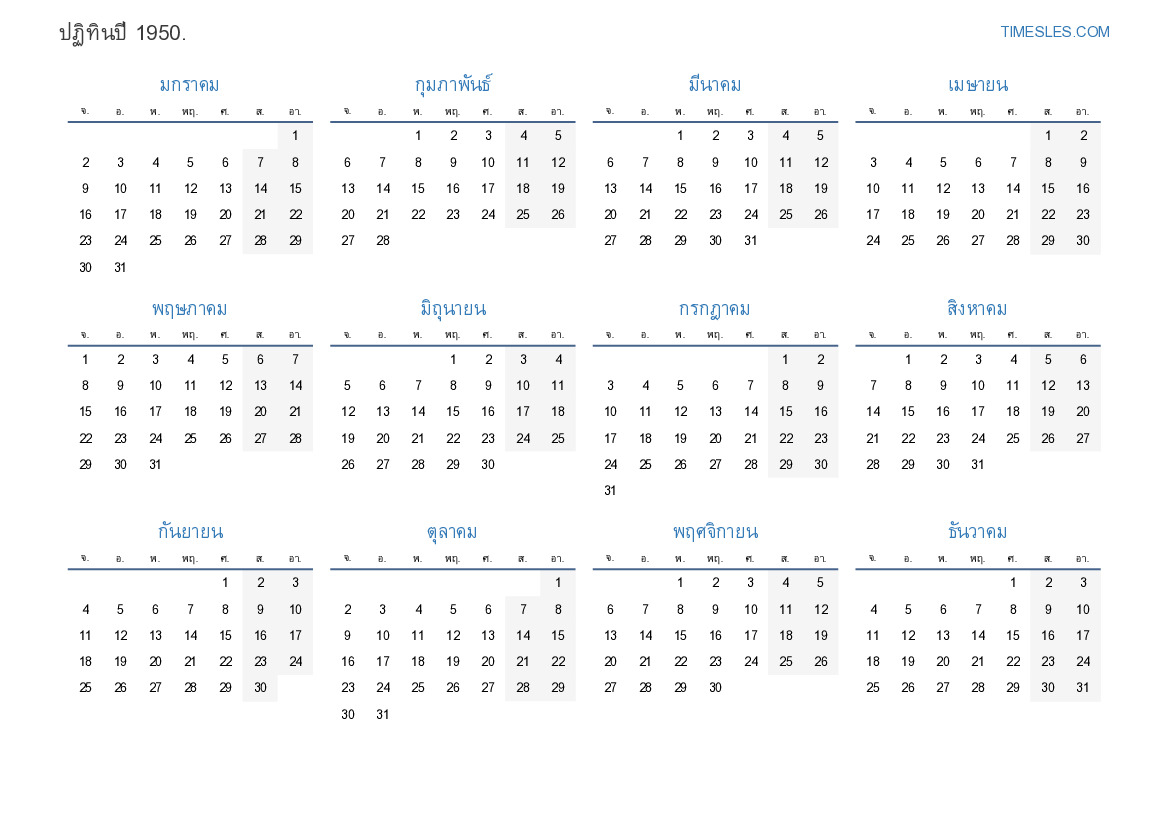 ปฏิทินปี 1950.
TIMESLES.COM
มกราคม
จ. อ. พ. พฤ. ศ. ส. อา.
1
2 3 4 5 6 7 8
9 10 11 12 13 14 15
16 17 18 19 20 21 22
23 24 25 26 27 28 29
30 31
กุมภาพันธ์
จ. อ. พ. พฤ. ศ. ส. อา.
1 2 3 4 5
6 7 8 9 10 11 12
13 14 15 16 17 18 19
20 21 22 23 24 25 26
27 28
มีนาคม
จ. อ. พ. พฤ. ศ. ส. อา.
1 2 3 4 5
6 7 8 9 10 11 12
13 14 15 16 17 18 19
20 21 22 23 24 25 26
27 28 29 30 31
เมษายน
จ. อ. พ. พฤ. ศ. ส. อา.
1 2
3 4 5 6 7 8 9
10 11 12 13 14 15 16
17 18 19 20 21 22 23
24 25 26 27 28 29 30
พฤษภาคม
จ. อ. พ. พฤ. ศ. ส. อา.
1 2 3 4 5 6 7
8 9 10 11 12 13 14
15 16 17 18 19 20 21
22 23 24 25 26 27 28
29 30 31
มิถุนายน
จ. อ. พ. พฤ. ศ. ส. อา.
1 2 3 4
5 6 7 8 9 10 11
12 13 14 15 16 17 18
19 20 21 22 23 24 25
26 27 28 29 30
กรกฎาคม
จ. อ. พ. พฤ. ศ. ส. อา.
1 2
3 4 5 6 7 8 9
10 11 12 13 14 15 16
17 18 19 20 21 22 23
24 25 26 27 28 29 30
31
สิงหาคม
จ. อ. พ. พฤ. ศ. ส. อา.
1 2 3 4 5 6
7 8 9 10 11 12 13
14 15 16 17 18 19 20
21 22 23 24 25 26 27
28 29 30 31
กันยายน
จ. อ. พ. พฤ. ศ. ส. อา.
1 2 3
4 5 6 7 8 9 10
11 12 13 14 15 16 17
18 19 20 21 22 23 24
25 26 27 28 29 30
ตุลาคม
จ. อ. พ. พฤ. ศ. ส. อา.
1
2 3 4 5 6 7 8
9 10 11 12 13 14 15
16 17 18 19 20 21 22
23 24 25 26 27 28 29
30 31
พฤศจิกายน
จ. อ. พ. พฤ. ศ. ส. อา.
1 2 3 4 5
6 7 8 9 10 11 12
13 14 15 16 17 18 19
20 21 22 23 24 25 26
27 28 29 30
ธันวาคม
จ. อ. พ. พฤ. ศ. ส. อา.
1 2 3
4 5 6 7 8 9 10
11 12 13 14 15 16 17
18 19 20 21 22 23 24
25 26 27 28 29 30 31